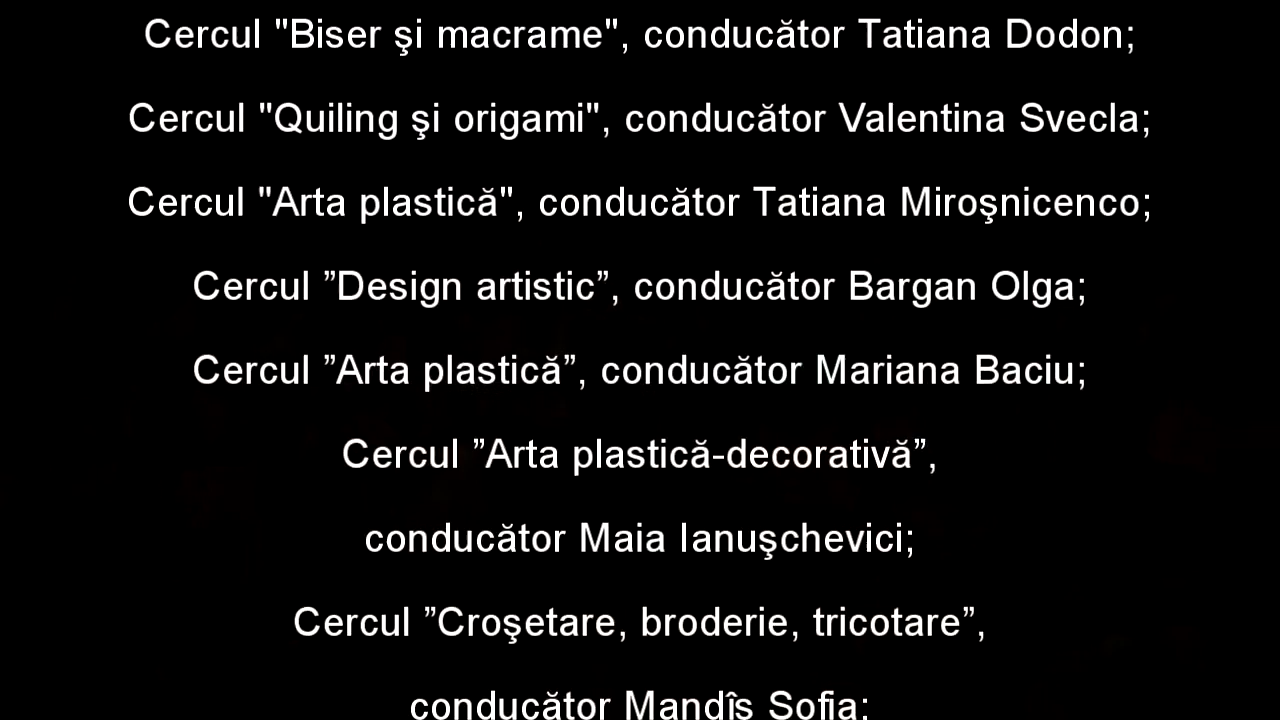 Cercul "Biser şi macrame", conducător Tatiana Dodon;
Cercul "Quiling şi origami", conducător Valentina Svecla;
Cercul "Arta plastică", conducător Tatiana Miroşnicenco;
Cercul ”Design artistic”, conducător Bargan Olga;
Cercul ”Arta plastică”, conducător Mariana Baciu;
Cercul ”Arta plastică-decorativă”,
conducător Maia Ianuşchevici;
Cercul ”Croşetare, broderie, tricotare”,
conducător Mandîs Sofia;